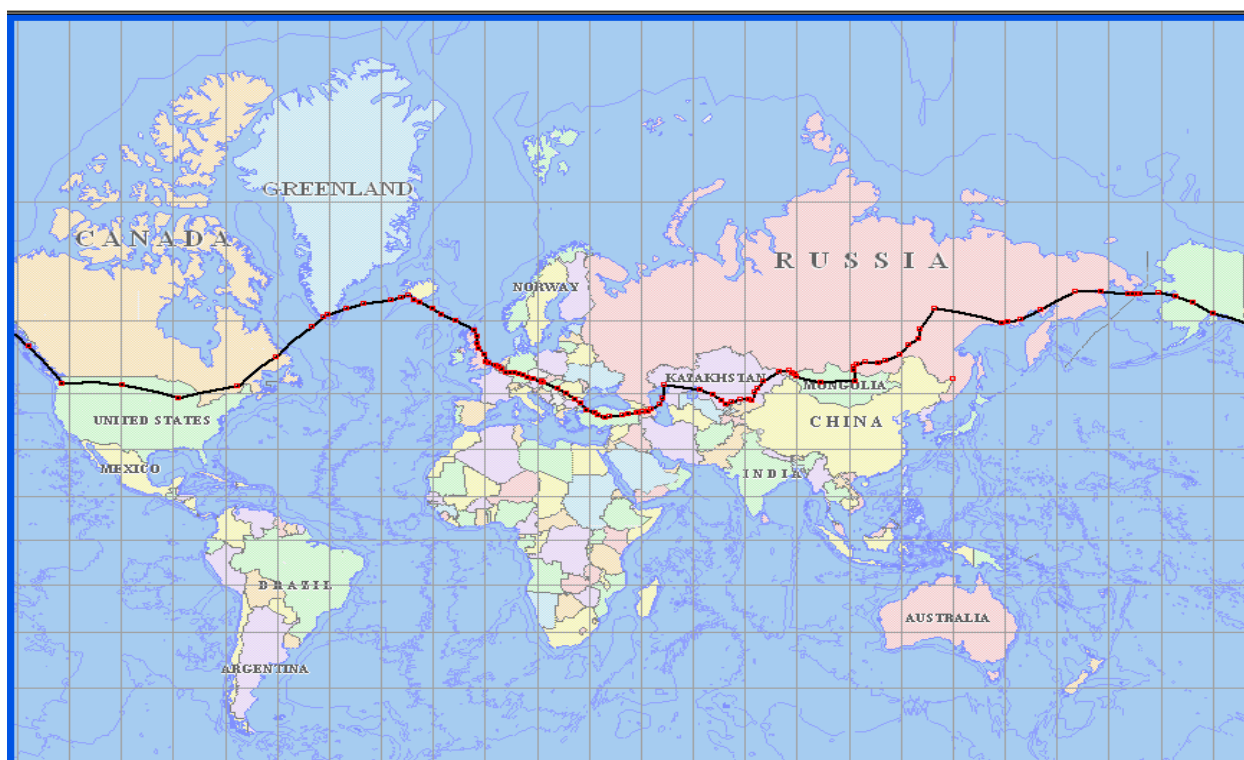 GREENLAND
CANADA
RUSSIA
NORWAY
KAZAKHSTAN
MONGOLIA
UNITED STATES
CHINA
MEXICO
INDIA
BRAZIL
AUSTRALIA
ARGENTINA